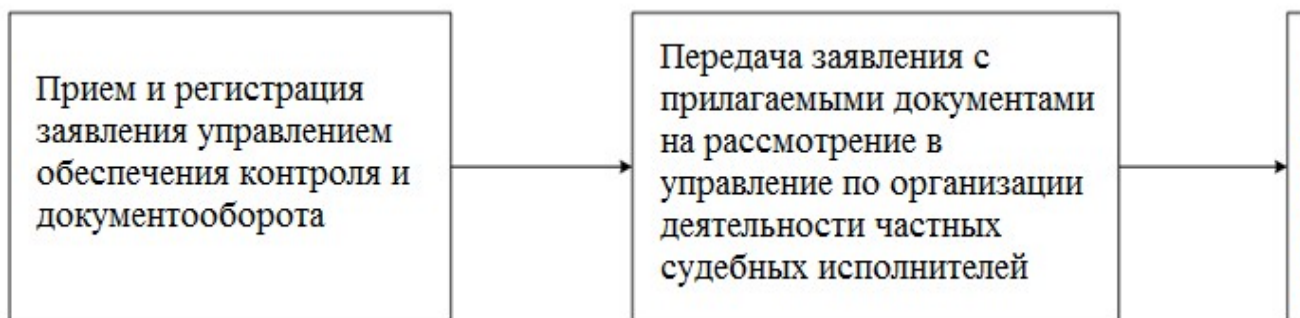 Прием и регистрация
заявления управлением
обеспечения контроля и
документооборота
Передача заявления с
прилагаемыми документами
на рассмотрение в
управление по организации
деятельности частных
судебных исполнителей